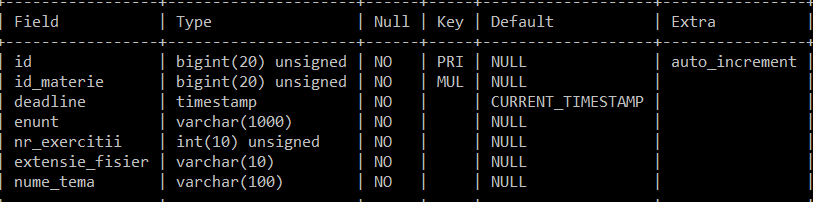 +-----------------+---------------------+------+-----+-------------------+----------------+
| Field           | Type                | Null | Key | Default           | Extra          |
+-----------------+---------------------+------+-----+-------------------+----------------+
| id              | bigint(20) unsigned | NO   | PRI | NULL              | auto_increment |
| id_materie      | bigint(20) unsigned | NO   | MUL | NULL              |                |
| deadline        | timestamp           | NO   |     | CURRENT_TIMESTAMP |                |
| enunt           | varchar(1000)       | NO   |     | NULL              |                |
| nr_exercitii    | int(10) unsigned    | NO   |     | NULL              |                |
| extensie_fisier | varchar(10)         | NO   |     | NULL              |                |
| nume_tema       | varchar(100)        | NO   |     | NULL              |                |
+-----------------+---------------------+------+-----+-------------------+----------------+